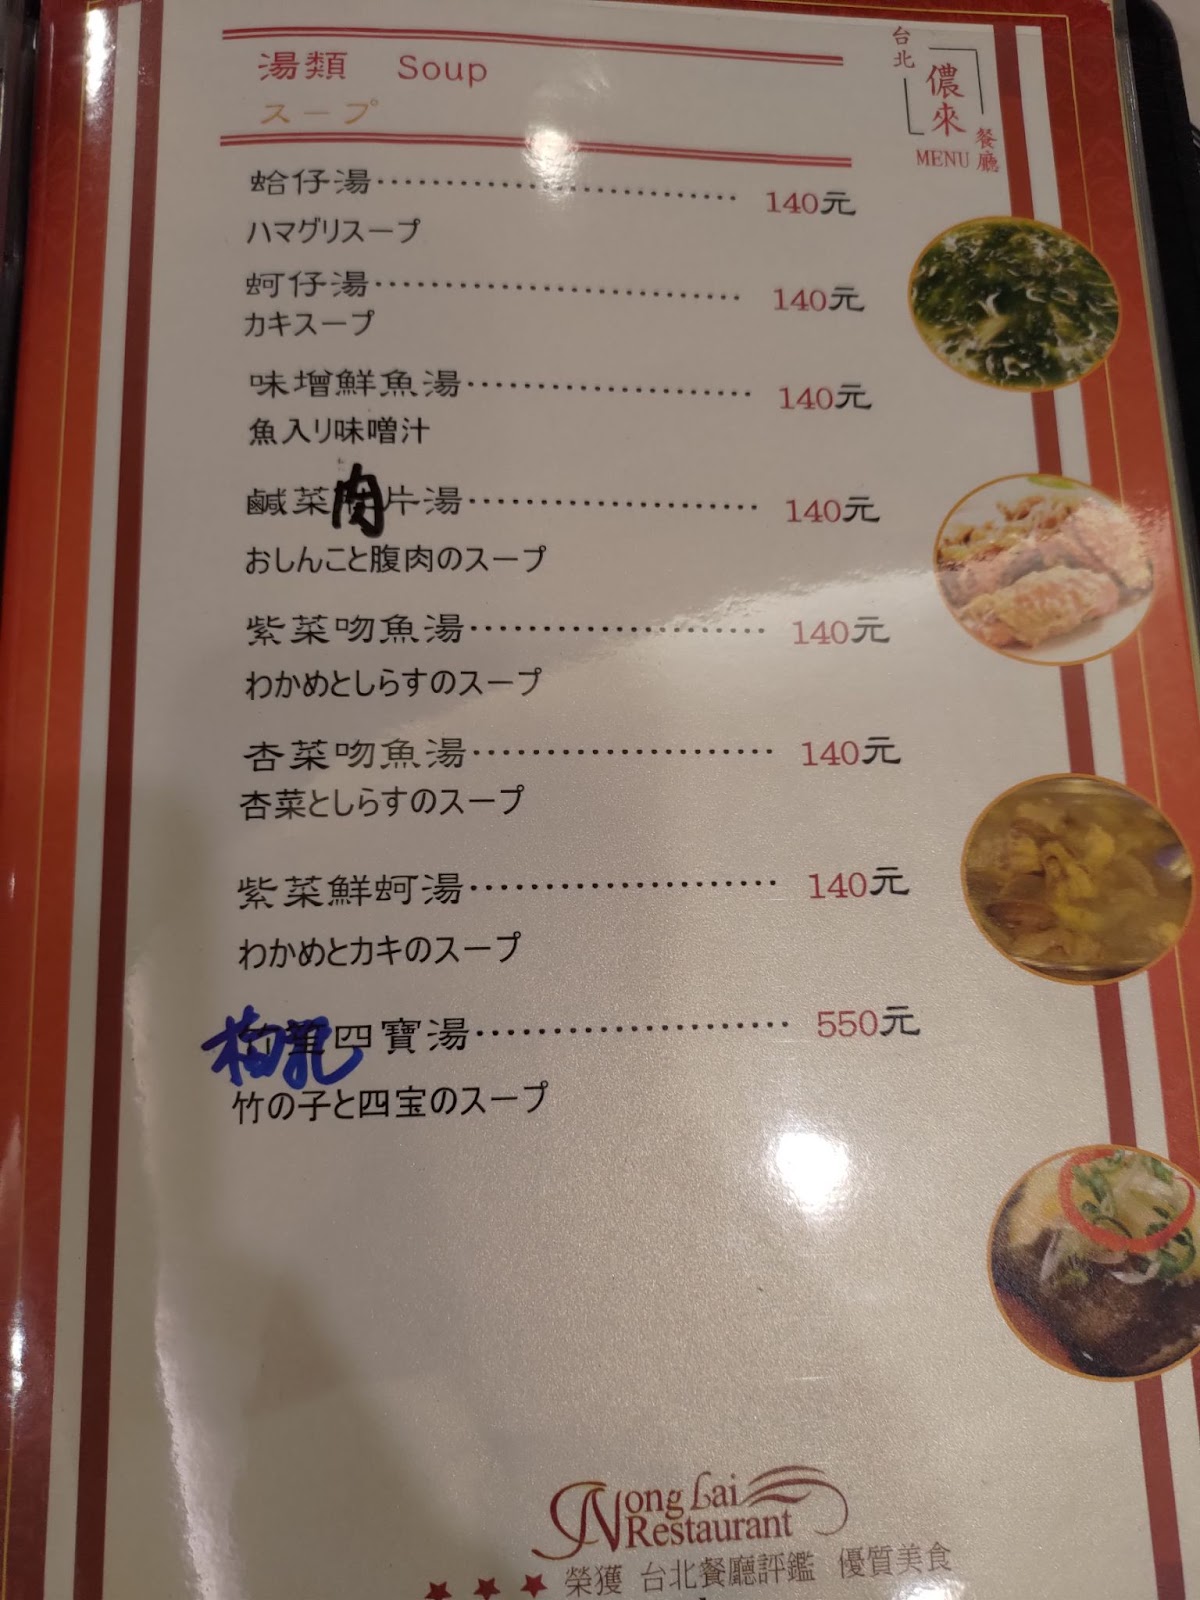 湯類 Soup
スープ
台北
儂來
餐廳
MENU
蛤仔湯 140元
ハマグリスープ
蚵仔湯 140元
カキスープ
味增鮮魚湯 140元
魚入り味噌汁
鹹菜肉片湯 140元
おしんこと腹肉のスープ
紫菜吻魚湯 140元
わかめとしらすのスープ
杏菜吻魚湯 140元
杏菜としらすのスープ
紫菜鮮蚵湯 140元
わかめとカキのスープ
四寶湯 550元
竹の子と四宝のスープ
Nong Lai
Restaurant
榮獲 台北餐廳評鑑 優質美食